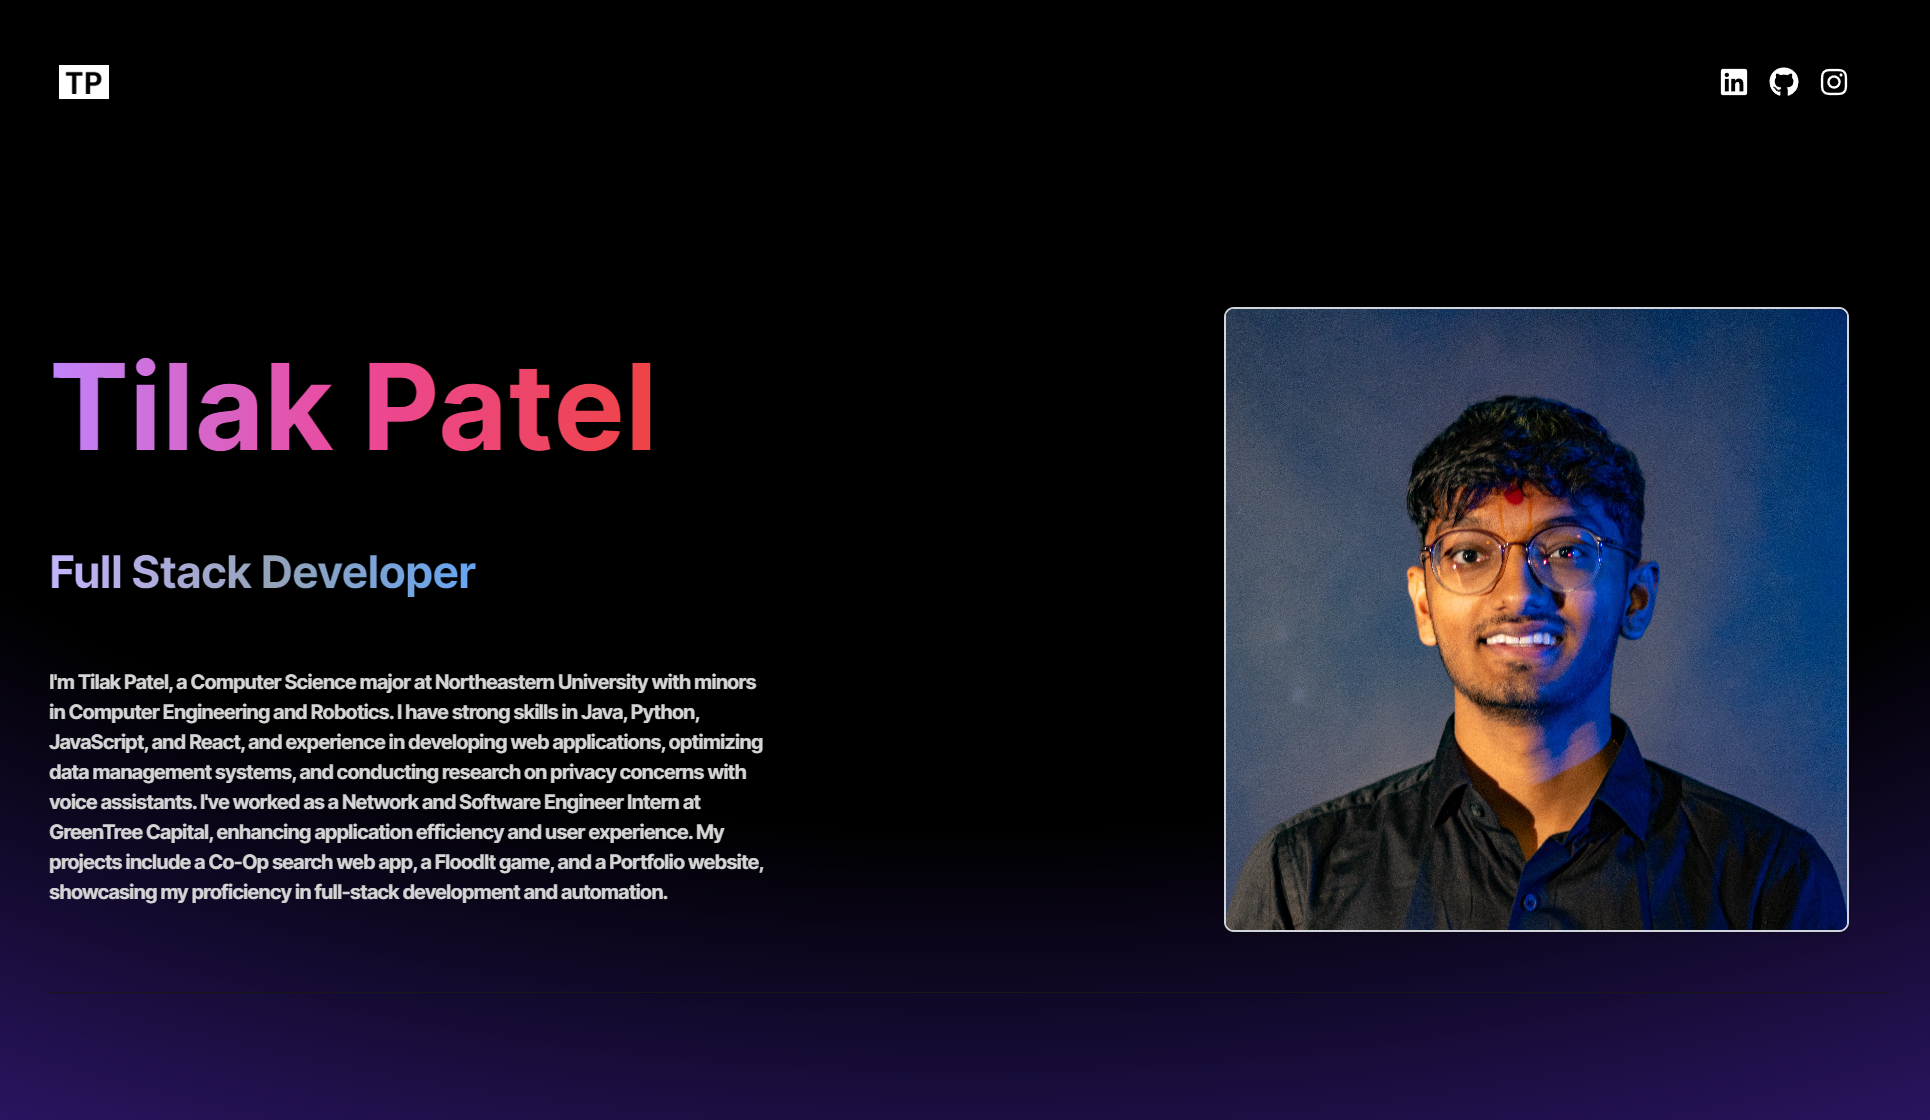 TP
Tilak Patel
Full Stack Developer
I'm Tilak Patel, a Computer Science major at Northeastern University with minors
in Computer Engineering and Robotics. I have strong skills in Java, Python,
JavaScript, and React, and experience in developing web applications, optimizing
data management systems, and conducting research on privacy concerns with
voice assistants. I've worked as a Network and Software Engineer Intern at
GreenTree Capital, enhancing application efficiency and user experience. My
projects include a Co-Op search web app, a FloodIt game, and a Portfolio website,
showcasing my proficiency in full-stack development and automation.